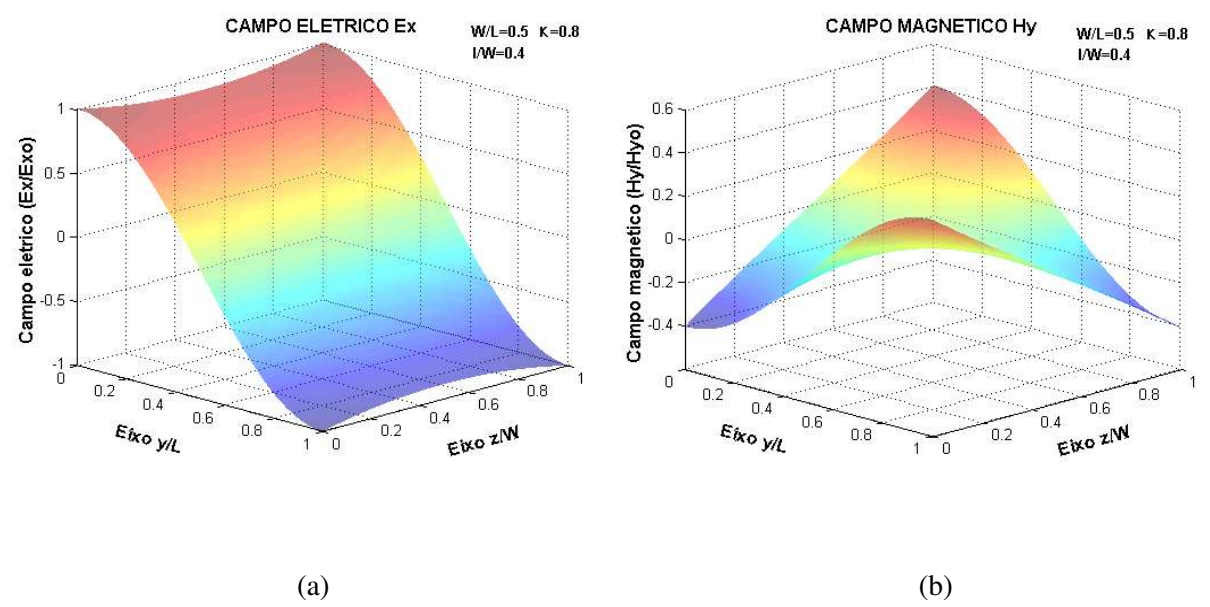 CAMPO ELETRICO Ex
W/L=0.5 K=0.8
I/W=0.4
Campo eletrico (Ex/Exo)
1
0.5
0
-0.5
-1
0
0.2
0.4
0.6
0.8
1
Eixo y/L
0
0.2
0.4
0.6
0.8
1
Eixo z/W
CAMPO MAGNETICO Hy
W/L=0.5 K=0.8
I/W=0.4
Campo magnetico (Hy/Hyo)
0.6
0.4
0.2
0
-0.2
-0.4
0
0.2
0.4
0.6
0.8
1
Eixo y/L
0
0.2
0.4
0.6
0.8
1
Eixo z/W
(a)
(b)